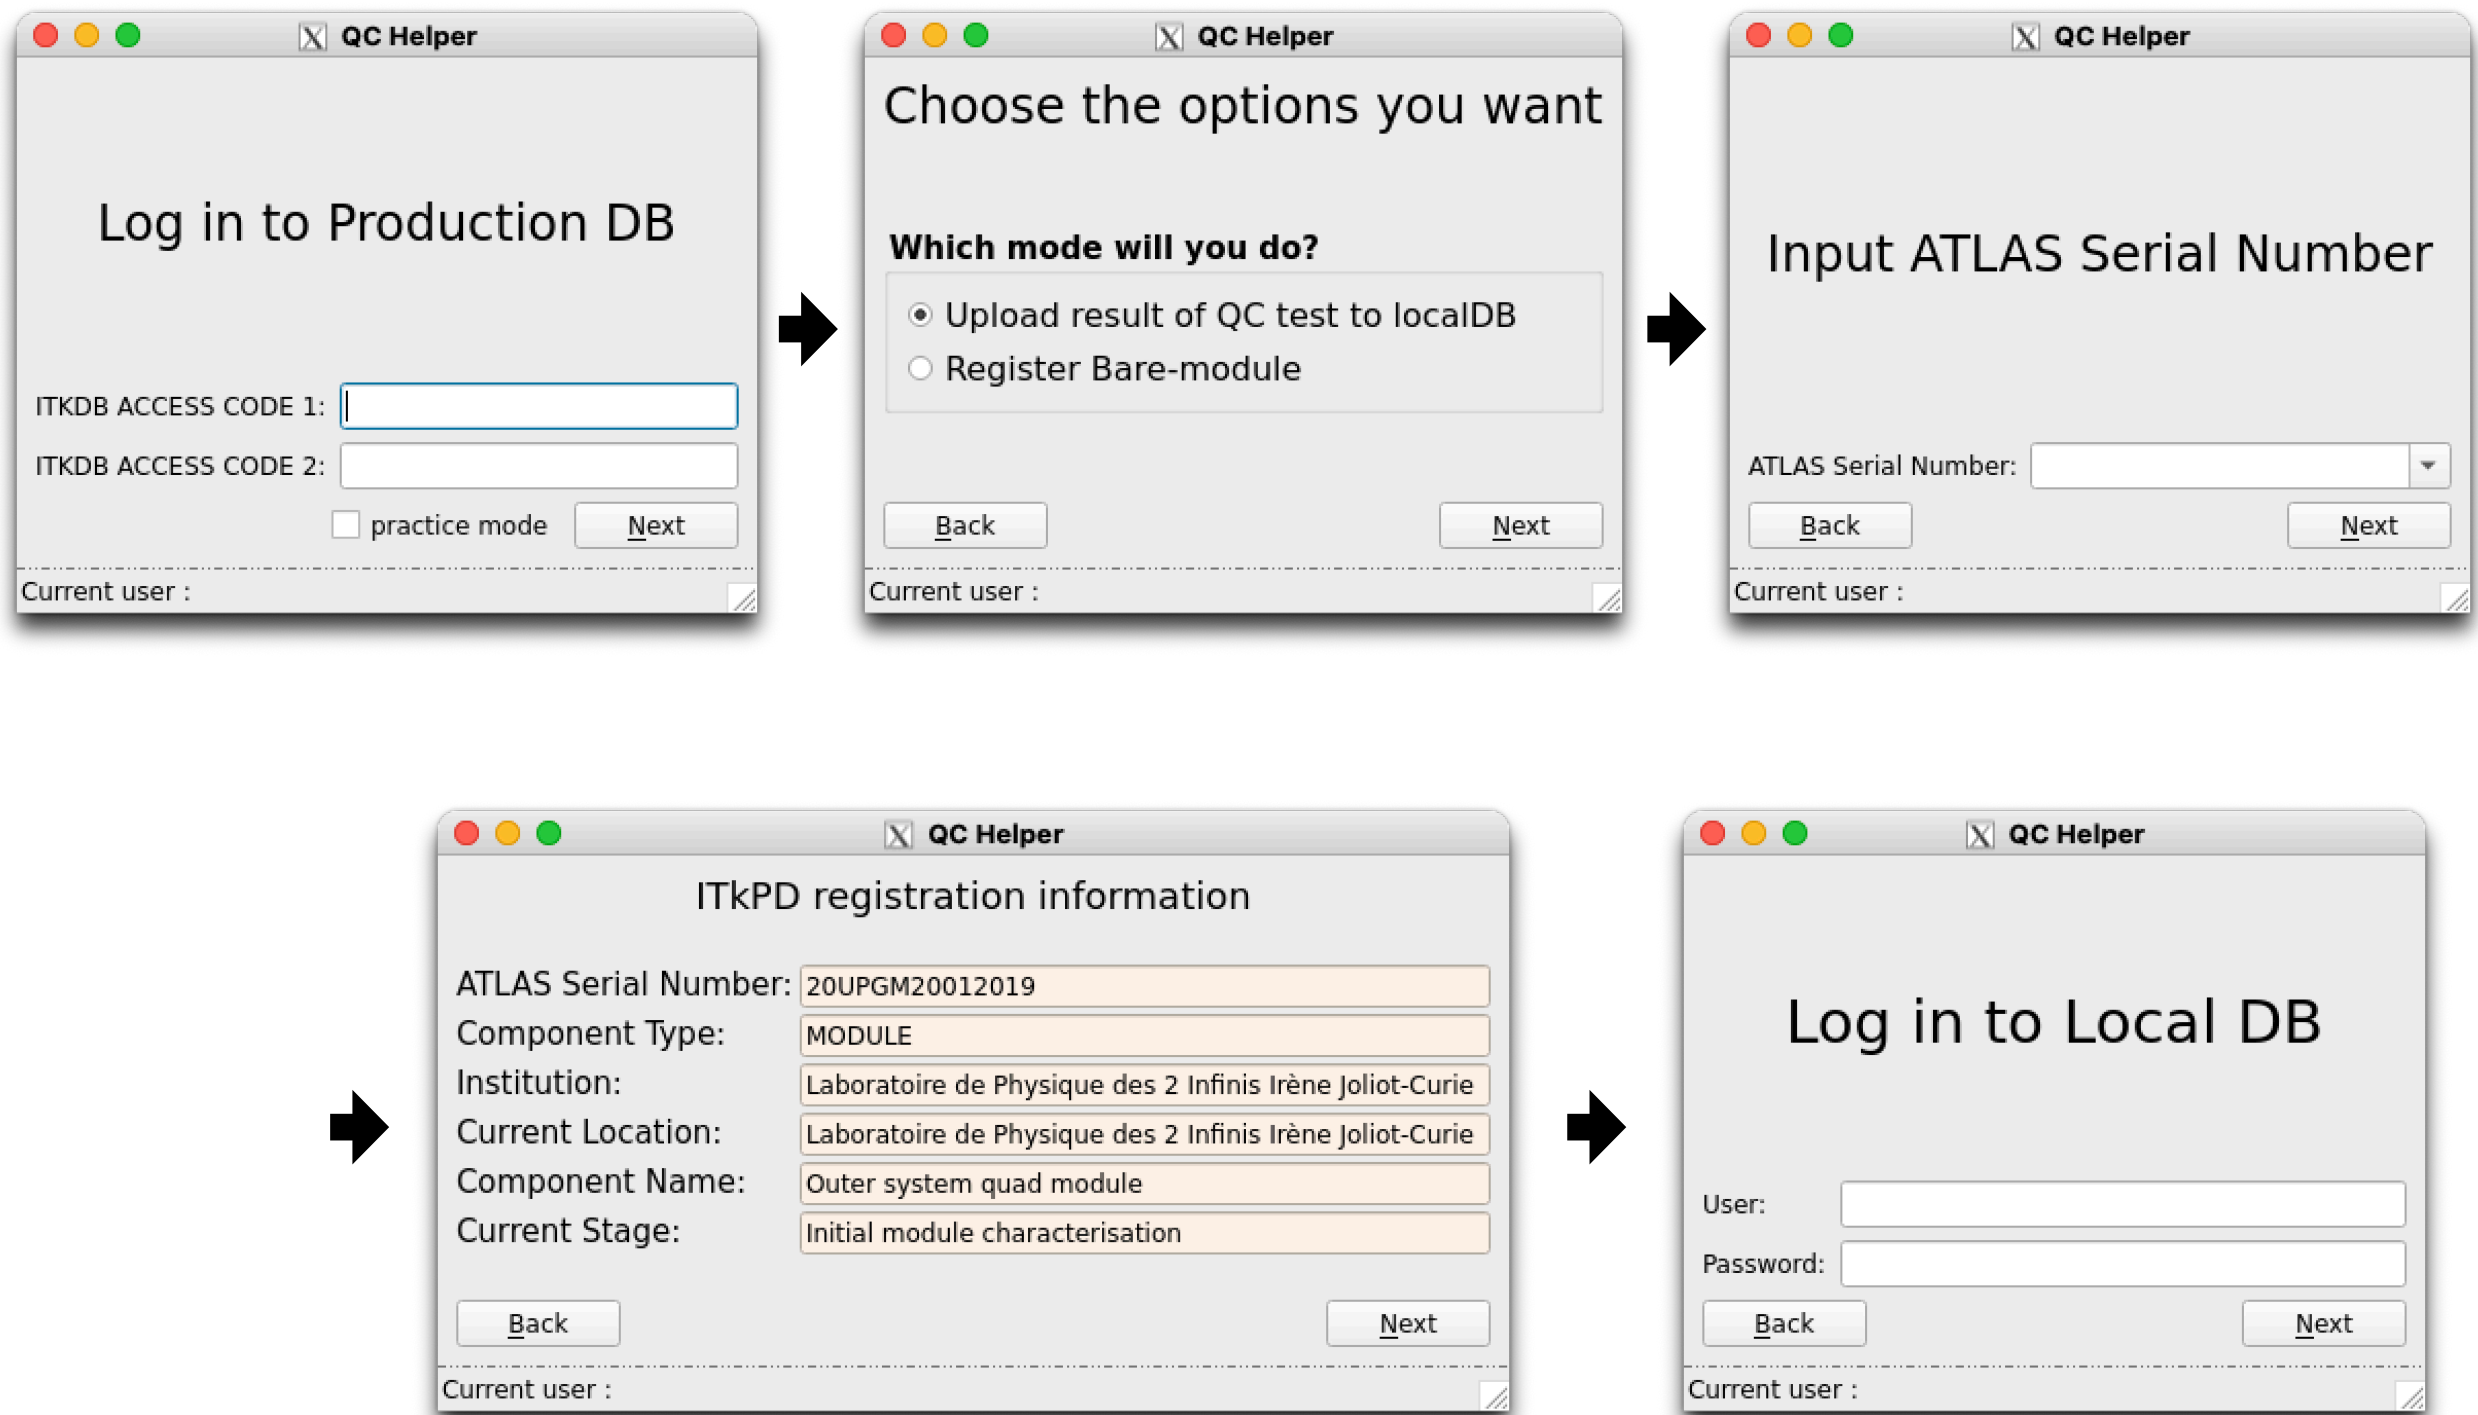 QC Helper
Log in to Production DB
ITKDB ACCESS CODE 1:
ITKDB ACCESS CODE 2:
practice mode
Next
Current user :
QC Helper
Choose the options you want
Which mode will you do?
Upload result of QC test to localDB
Register Bare-module
Back
Next
Current user :
QC Helper
Input ATLAS Serial Number
ATLAS Serial Number:
Back
Next
Current user :
QC Helper
ITkPD registration information
ATLAS Serial Number: 20UPGM20012019
Component Type: MODULE
Institution: Laboratoire de Physique des 2 Infinis Irène Joliot-Curie
Current Location: Laboratoire de Physique des 2 Infinis Irène Joliot-Curie
Component Name: Outer system quad module
Current Stage: Initial module characterisation
Back
Next
Current user :
QC Helper
Log in to Local DB
User:
Password:
Back
Next
Current user :